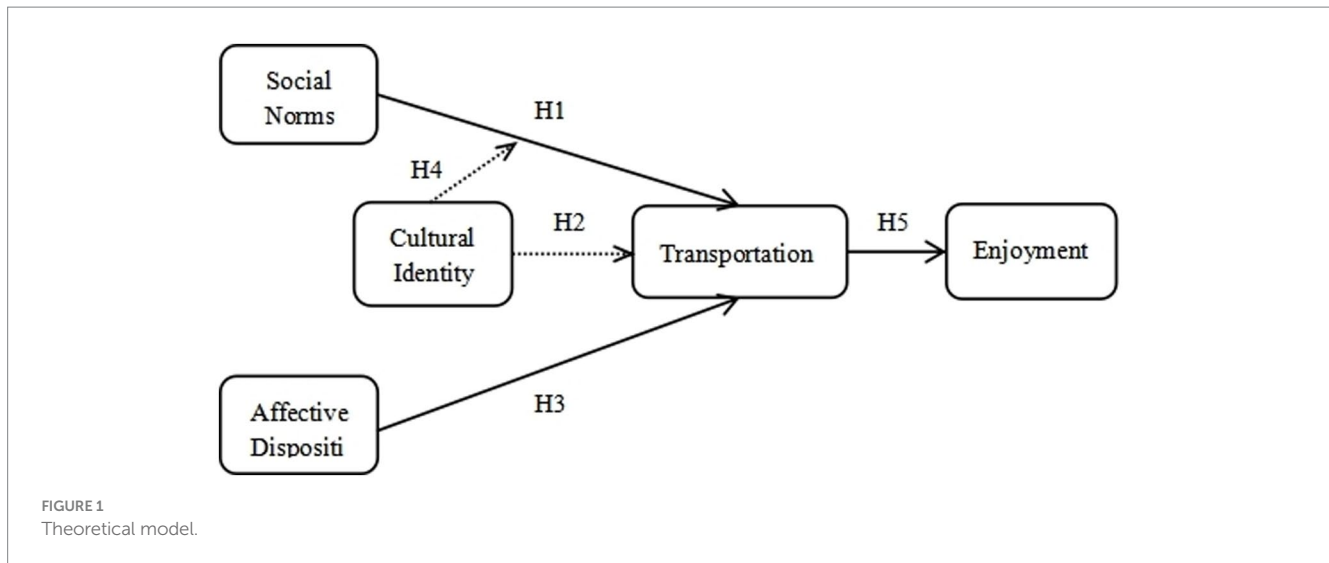 Social
Norms
H1
H4
Cultural
Identity
H2
Transportation
H5
Enjoyment
Affective
Dispositi
H3
FIGURE 1
Theoretical model.